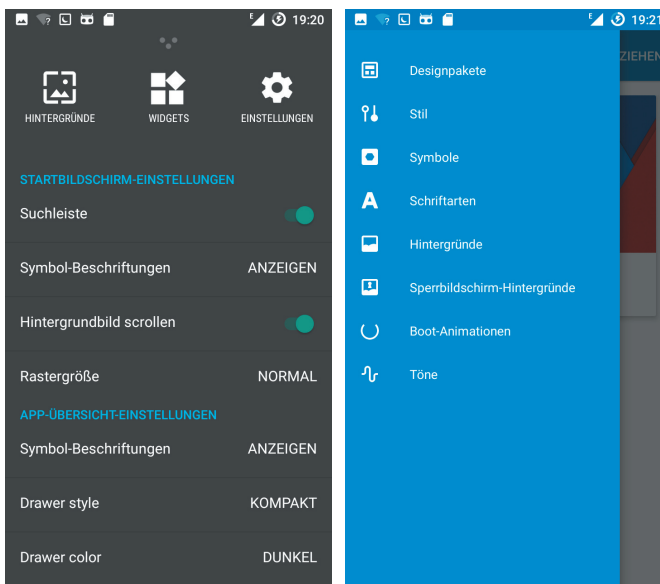 19:20
HINTERGRÜNDE WIDGETS EINSTELLUNGEN
STARTBILDSCHIRM-EINSTELLUNGEN
Suchleiste
Symbol-Beschriftungen ANZEIGEN
Hintergrundbild scrollen
Rastergröße NORMAL
APP-ÜBERSICHT-EINSTELLUNGEN
Symbol-Beschriftungen ANZEIGEN
Drawer style KOMPAKT
Drawer color DUNKEL
19:21
ZIEHEN
Designpakete
Stil
Symbole
Schriftarten
Hintergründe
Sperrbildschirm-Hintergründe
Boot-Animationen
Töne